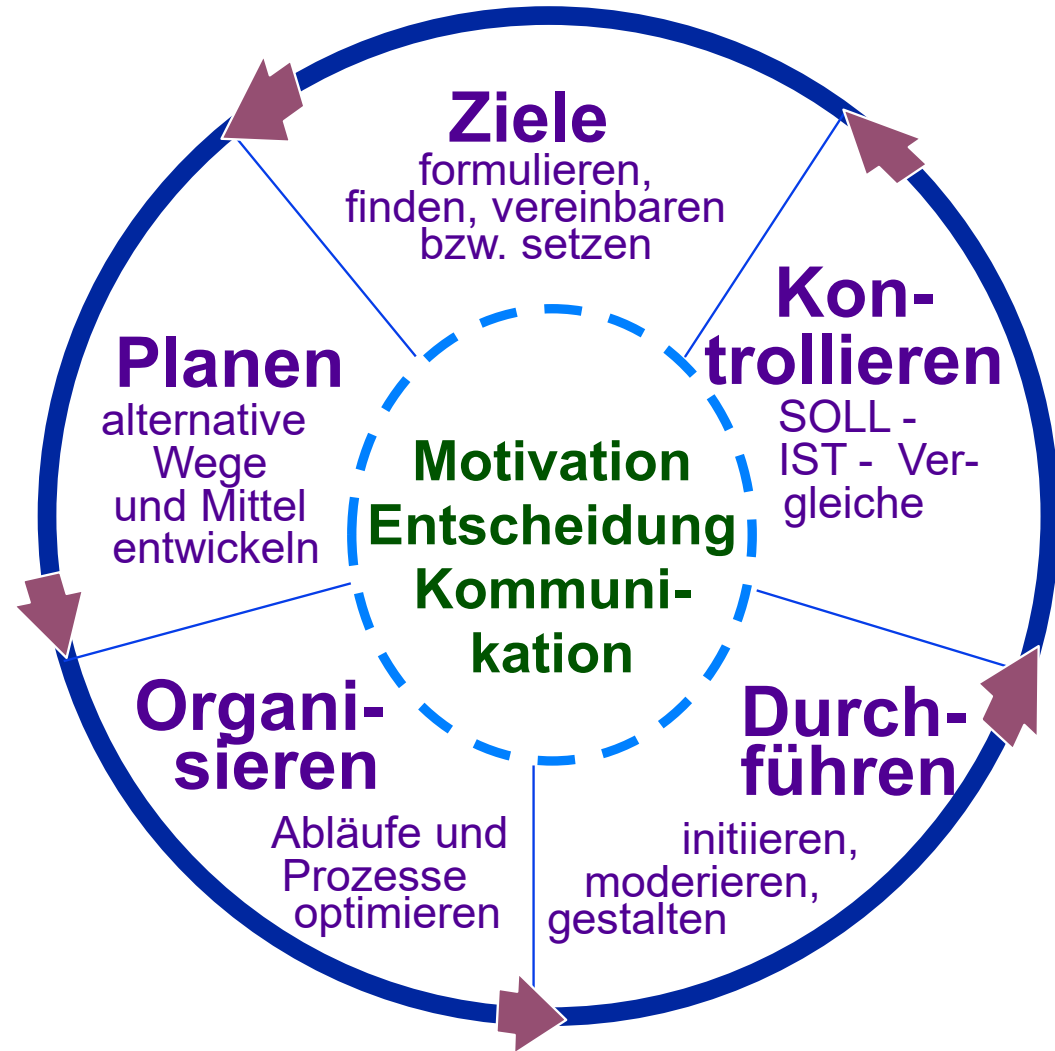 Ziele
formulieren,
finden, vereinbaren
bzw. setzen
Planen
alternative
Wege
und Mittel
entwickeln
Organi-
sieren
Abläufe und
Prozesse
optimieren
Durch-
führen
initiieren,
moderieren,
gestalten
Kon-
trollieren
SOLL -
IST - Ver-
gleiche
Motivation
Entscheidung
Kommuni-
kation